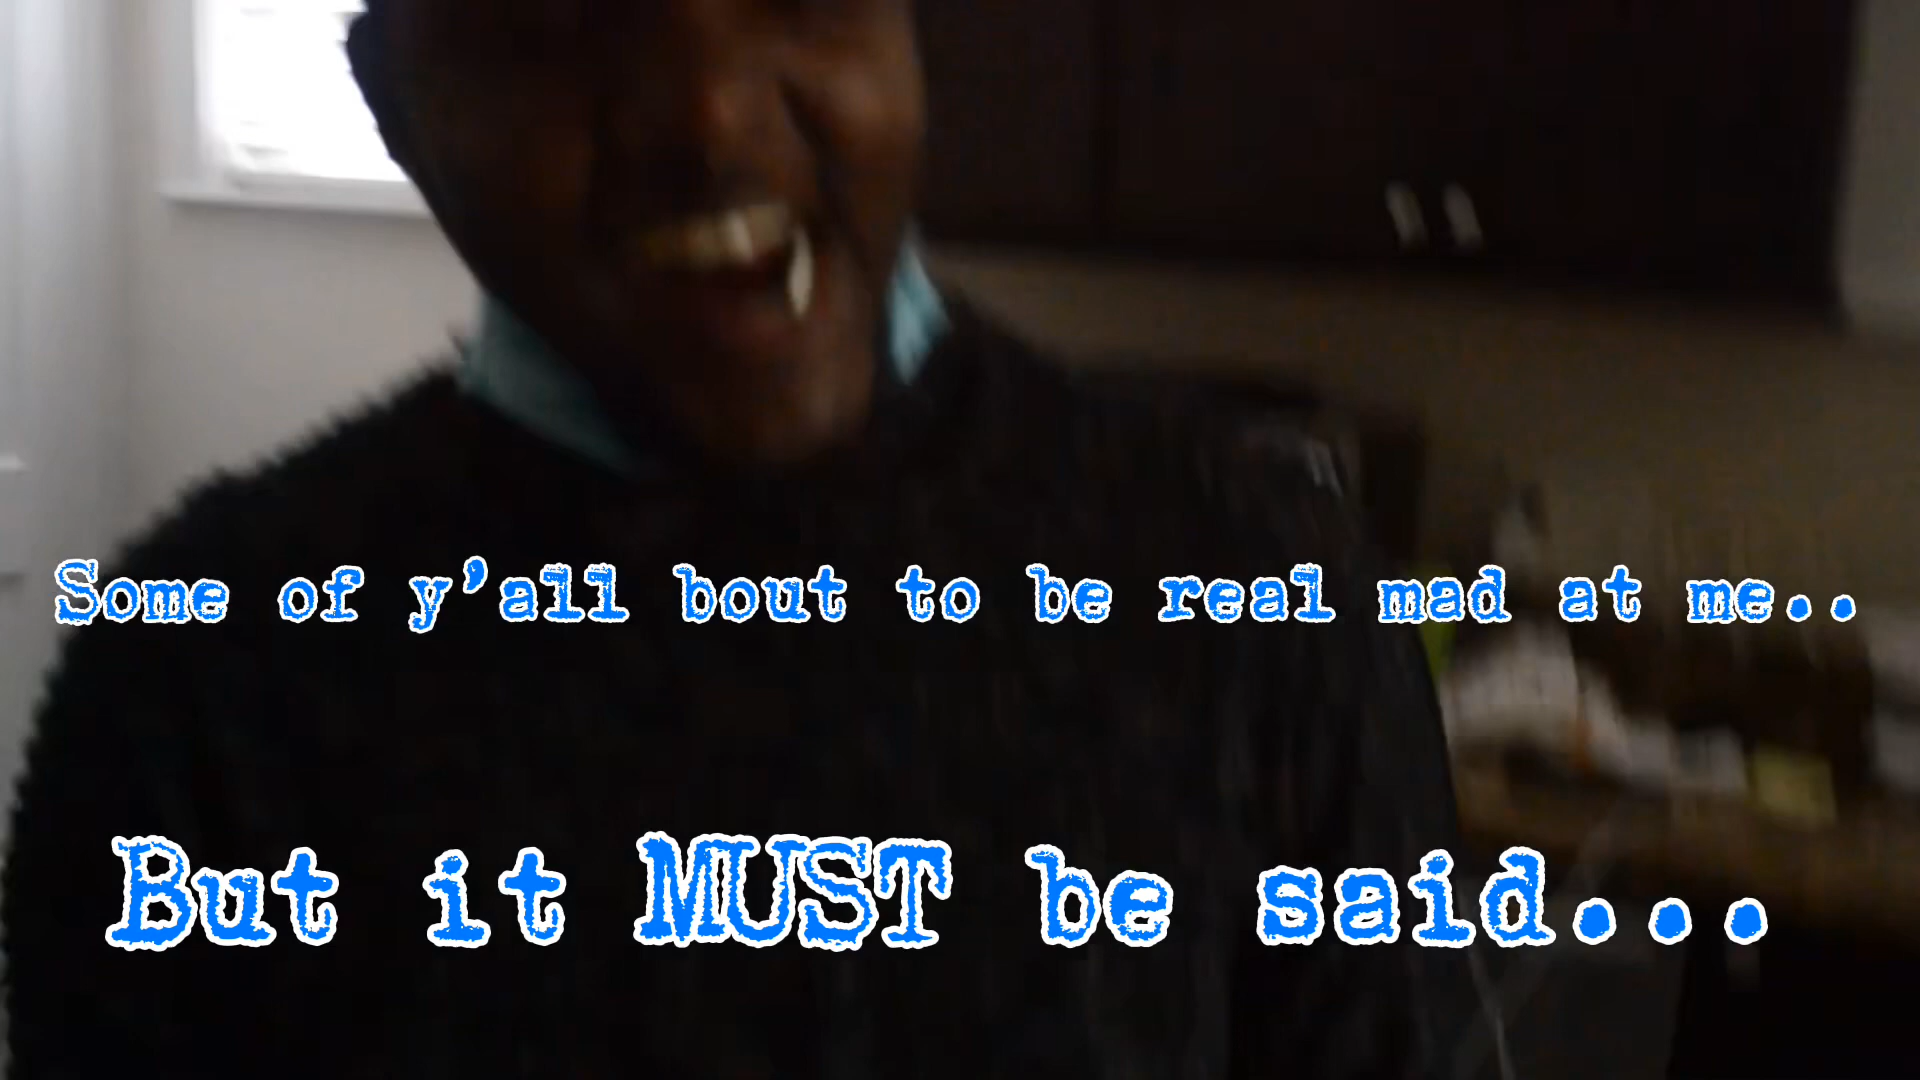 Some of y’all bout to be real mad at me..
But it MUST be said...